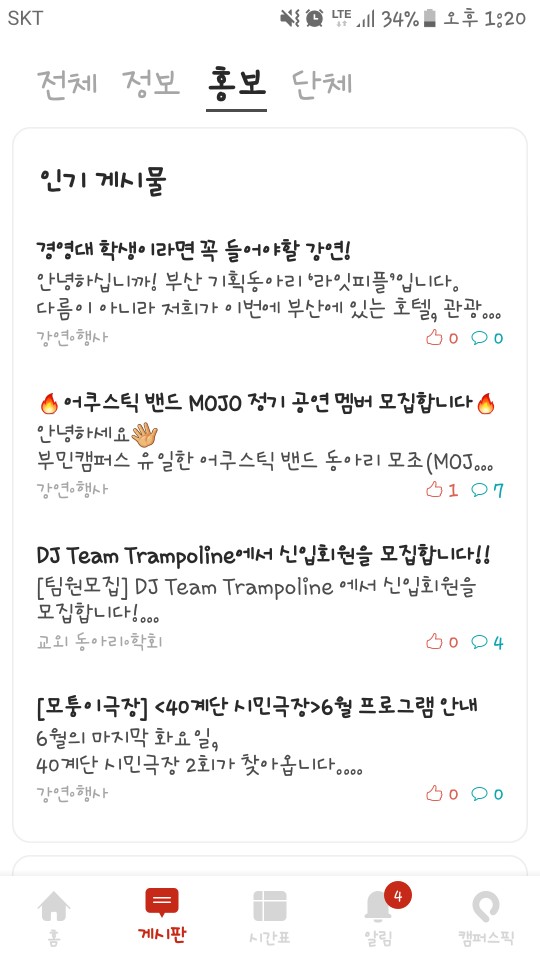 SKT LTE 34% 오후 1:20
전체 정보 홍보 단체
인기 게시물
경영대 학생이라면 꼭 들어야할 강연!
안녕하십니까! 부산 기획동아리 '라잇피플'입니다.
다름이 아니라 저희가 이번에 부산에 있는 호텔, 관광...
강연•행사 0 0
🔥어쿠스틱 밴드 MOJO 정기 공연 멤버 모집합니다🔥
안녕하세요👋
부민캠퍼스 유일한 어쿠스틱 밴드 동아리 모조(MOJ...
강연•행사 1 7
DJ Team Trampoline에서 신입회원을 모집합니다!!
[팀원모집] DJ Team Trampoline 에서 신입회원을
모집합니다!...
교외 동아리•학회 0 4
[모퉁이극장] <40계단 시민극장>6월 프로그램 안내
6월의 마지막 화요일,
40계단 시민극장 2회가 찾아옵니다....
강연•행사 0 0
4
홈 게시판 시간표 알림 캠퍼스픽